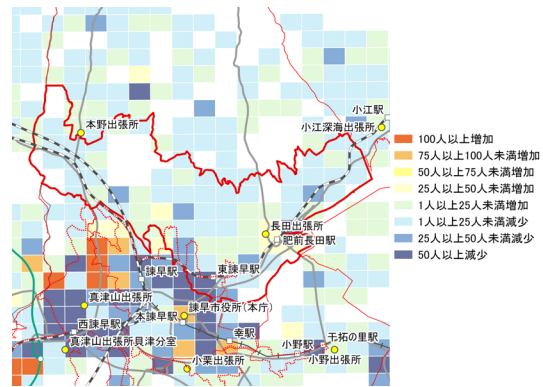 小江駅
本野出張所
小江深海出張所
長田出張所
肥前長田駅
諫早駅
東諫早駅
真津山出張所
諫早市役所(本庁)
本諫早駅
西諫早駅
幸駅
干拓の里駅
小野駅
真津山出張所貝津分室
小栗出張所
小野出張所
100人以上増加
75人以上100人未満増加
50人以上75人未満増加
25人以上50人未満増加
1人以上25人未満増加
1人以上25人未満減少
25人以上50人未満減少
50人以上減少